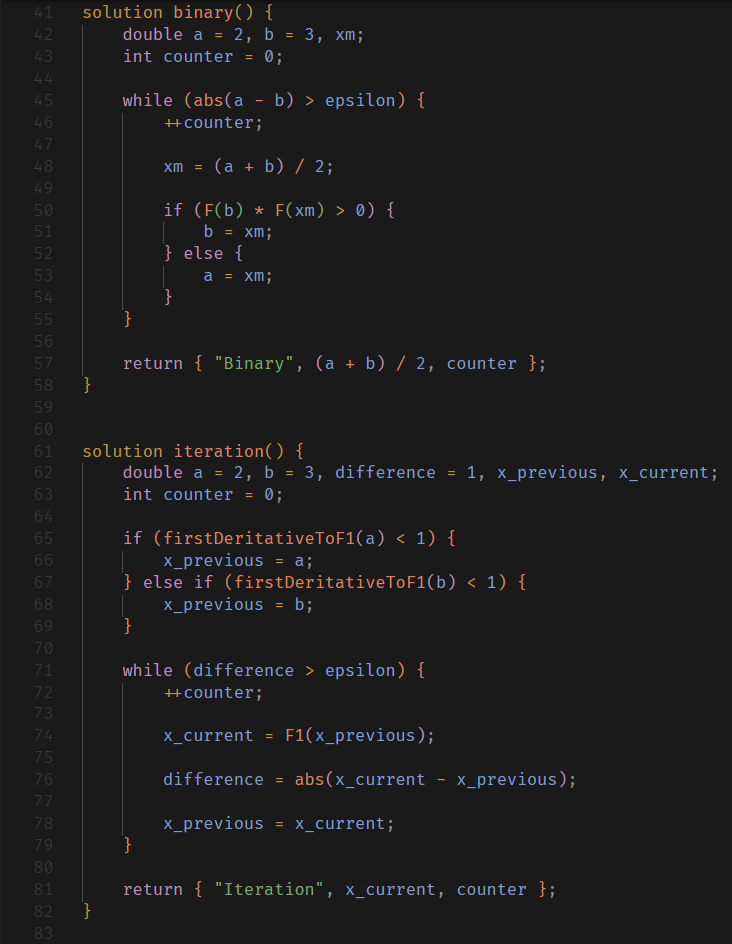 41 solution binary() {
42     double a = 2, b = 3, xm;
43     int counter = 0;
44
45     while (abs(a - b) > epsilon) {
46         ++counter;
47
48         xm = (a + b) / 2;
49
50         if (F(b) * F(xm) > 0) {
51             b = xm;
52         } else {
53             a = xm;
54         }
55     }
56
57     return { "Binary", (a + b) / 2, counter };
58 }
59
60
61 solution iteration() {
62     double a = 2, b = 3, difference = 1, x_previous, x_current;
63     int counter = 0;
64
65     if (firstDeritativeToF1(a) < 1) {
66         x_previous = a;
67     } else if (firstDeritativeToF1(b) < 1) {
68         x_previous = b;
69     }
70
71     while (difference > epsilon) {
72         ++counter;
73
74         x_current = F1(x_previous);
75
76         difference = abs(x_current - x_previous);
77
78         x_previous = x_current;
79     }
80
81     return { "Iteration", x_current, counter };
82 }
83